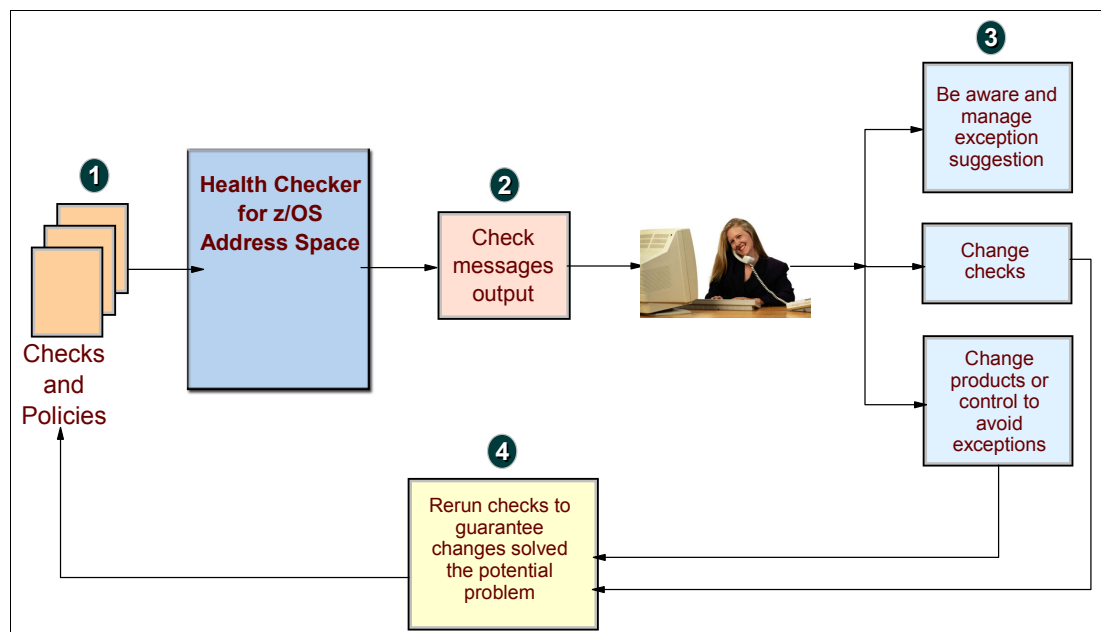 1
Checks
and
Policies
Health Checker
for z/OS
Address Space
2
Check
messages
output
3
Be aware and
manage
exception
suggestion
Change
checks
Change
products or
control to
avoid
exceptions
4
Rerun checks to
guarantee
changes solved
the potential
problem